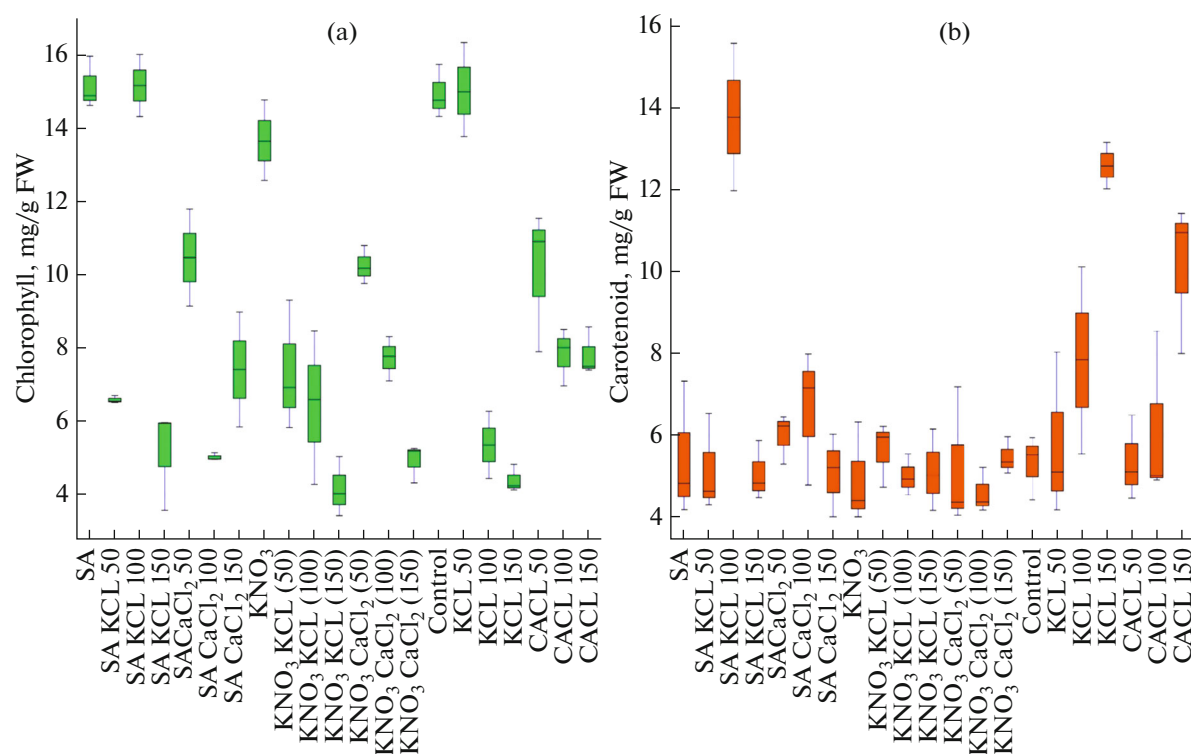 (a)
Chlorophyll, mg/g FW
16
14
12
10
8
6
4
SA
SA KCL 50
SA KCL 100
SA KCL 150
SACaCl₂ 50
SA CaCl₂ 100
SA CaCl₂ 150
KNO₃
KNO₃ KCL (50)
KNO₃ KCL (100)
KNO₃ KCL (150)
KNO₃ CaCl₂ (50)
KNO₃ CaCl₂ (100)
KNO₃ CaCl₂ (150)
Control
KCL 50
KCL 100
KCL 150
CACL 50
CACL 100
CACL 150
(b)
Carotenoid, mg/g FW
16
14
12
10
8
6
4
SA
SA KCL 50
SA KCL 100
SA KCL 150
SACaCl₂ 50
SA CaCl₂ 100
SA CaCl₂ 150
KNO₃
KNO₃ KCL (50)
KNO₃ KCL (100)
KNO₃ KCL (150)
KNO₃ CaCl₂ (50)
KNO₃ CaCl₂ (100)
KNO₃ CaCl₂ (150)
Control
KCL 50
KCL 100
KCL 150
CACL 50
CACL 100
CACL 150